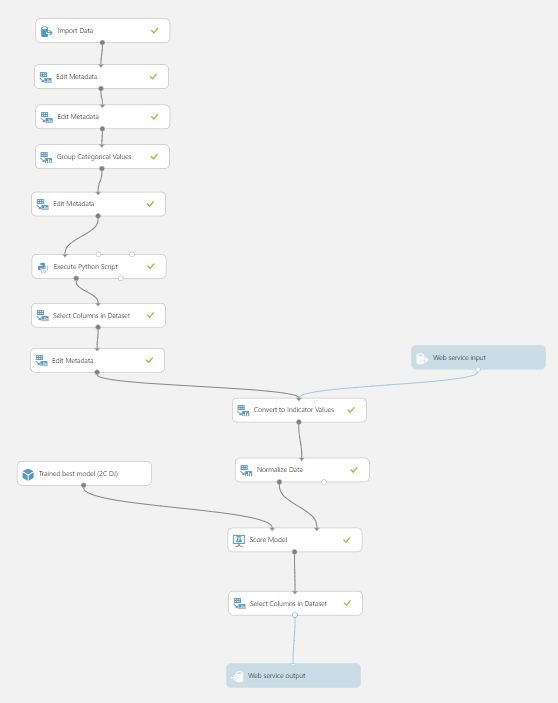 Import Data
Edit Metadata
Edit Metadata
Group Categorical Values
Edit Metadata
Execute Python Script
Select Columns in Dataset
Edit Metadata
Web service input
Convert to Indicator Values
Normalize Data
Trained best model (2C DJ)
Score Model
Select Columns in Dataset
Web service output